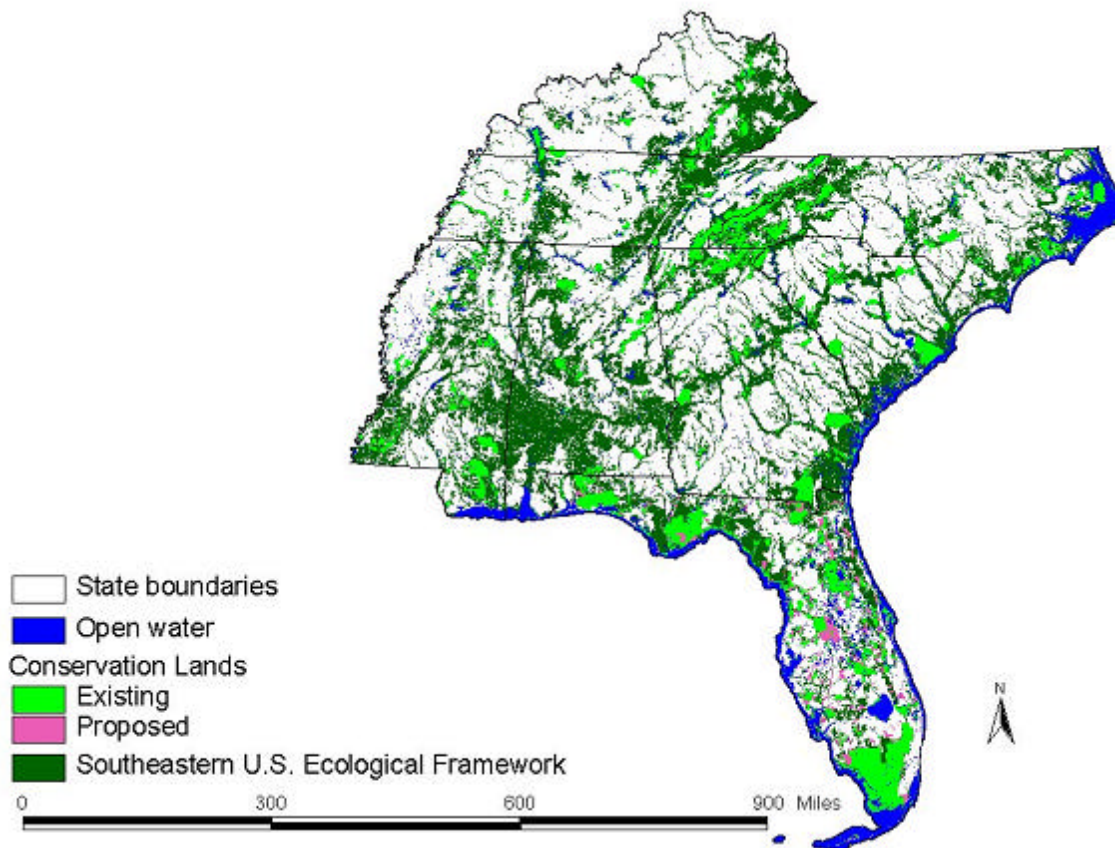 State boundaries
Open water
Conservation Lands
Existing
Proposed
Southeastern U.S. Ecological Framework
0 300 600 900 Miles
N